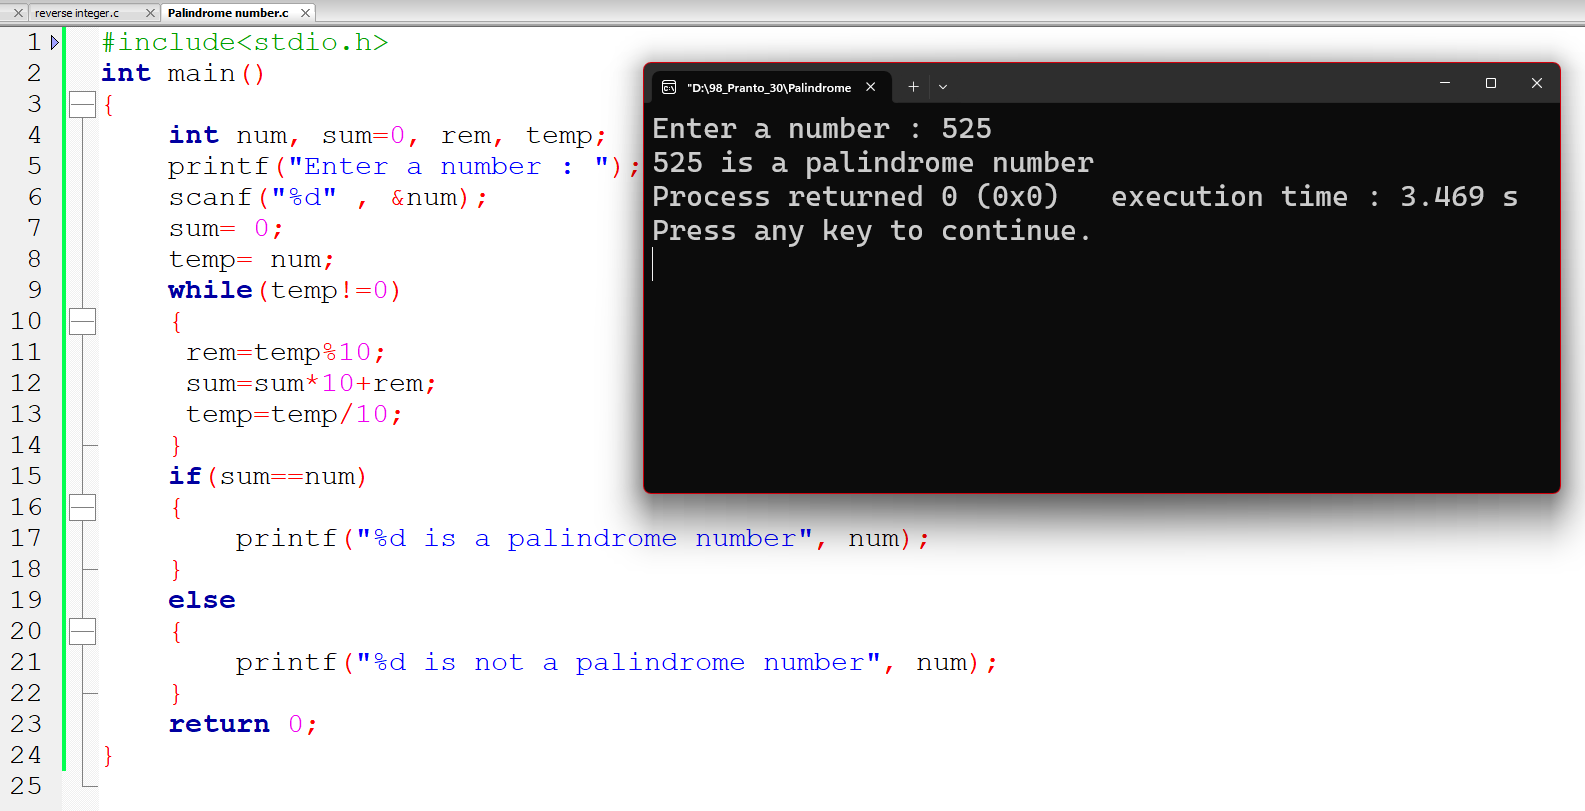 reverse integer.c
Palindrome number.c
1 #include<stdio.h>
2 int main()
3 {
4 int num, sum=0, rem, temp;
5 printf("Enter a number : ");
6 scanf("%d" , &num);
7 sum= 0;
8 temp= num;
9 while(temp!=0)
10 {
11 rem=temp%10;
12 sum=sum*10+rem;
13 temp=temp/10;
14 }
15 if(sum==num)
16 {
17 printf("%d is a palindrome number", num);
18 }
19 else
20 {
21 printf("%d is not a palindrome number", num);
22 }
23 return 0;
24 }
25
"D:\98_Pranto_30\Palindrome
Enter a number : 525
525 is a palindrome number
Process returned 0 (0x0)   execution time : 3.469 s
Press any key to continue.